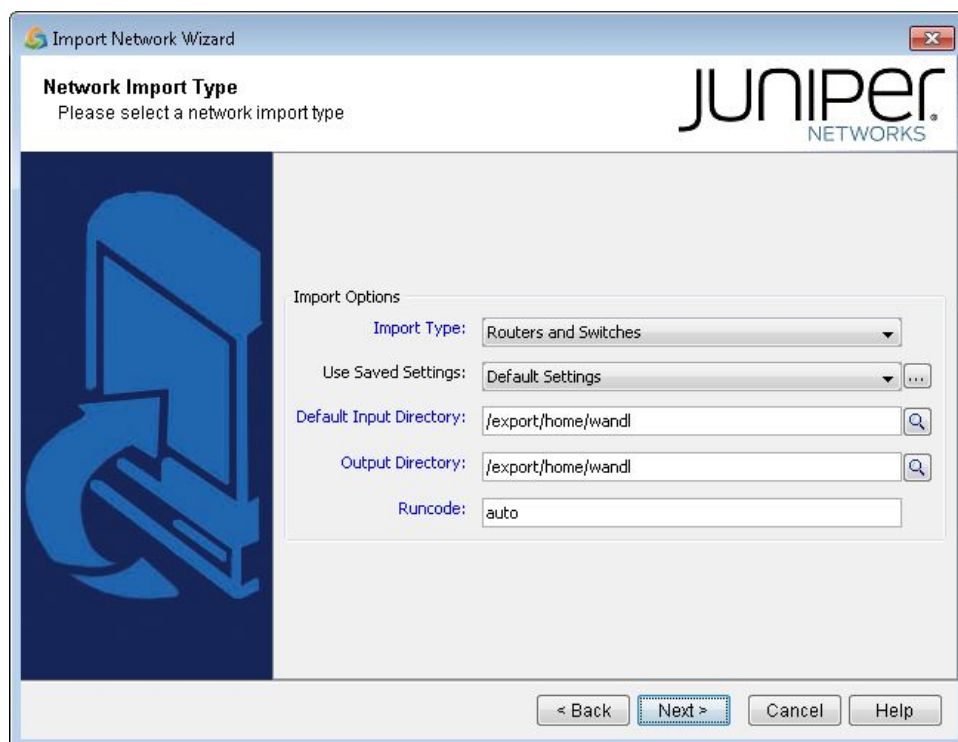 Import Network Wizard
Network Import Type
Please select a network import type
JUNIPER
NETWORKS
Import Options
Import Type: Routers and Switches
Use Saved Settings: Default Settings ...
Default Input Directory: /export/home/wandl
Output Directory: /export/home/wandl
Runcode: auto
< Back Next > Cancel Help